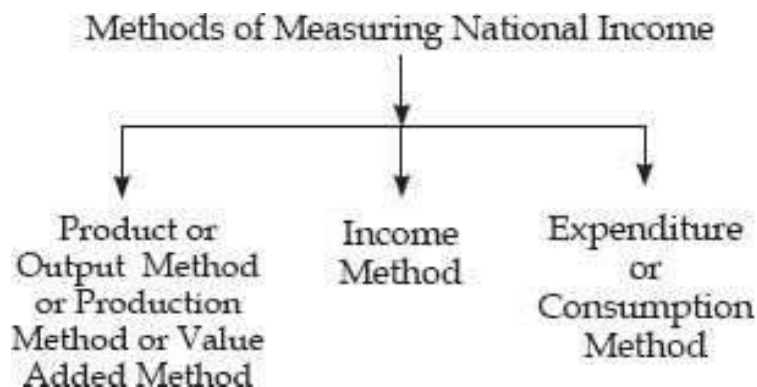 Methods of Measuring National Income
Product or
Output Method
or Production
Method or Value
Added Method
Income
Method
Expenditure
or
Consumption
Method